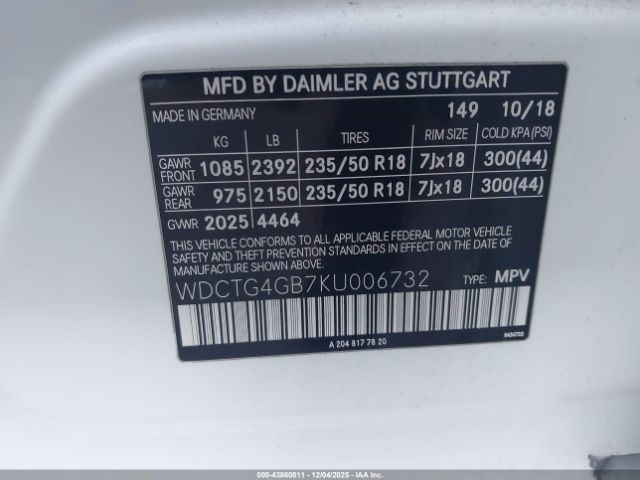 MFD BY DAIMLER AG STUTTGART
MADE IN GERMANY 149 10/18
KG LB TIRES RIM SIZE COLD KPA (PSI)
GAWR FRONT 1085 2392 235/50 R18 7Jx18 300(44)
GAWR REAR 975 2150 235/50 R18 7Jx18 300(44)
GVWR 2025 4464
THIS VEHICLE CONFORMS TO ALL APPLICABLE FEDERAL MOTOR VEHICLE
SAFETY AND THEFT PREVENTION STANDARDS IN EFFECT ON THE DATE
OF MANUFACTURE SHOWN ABOVE.
WDCTG4GB7KU006732 TYPE: MPV
A 204 817 78 20
000-43860811 - 12/04/2025 - IAAI.COM